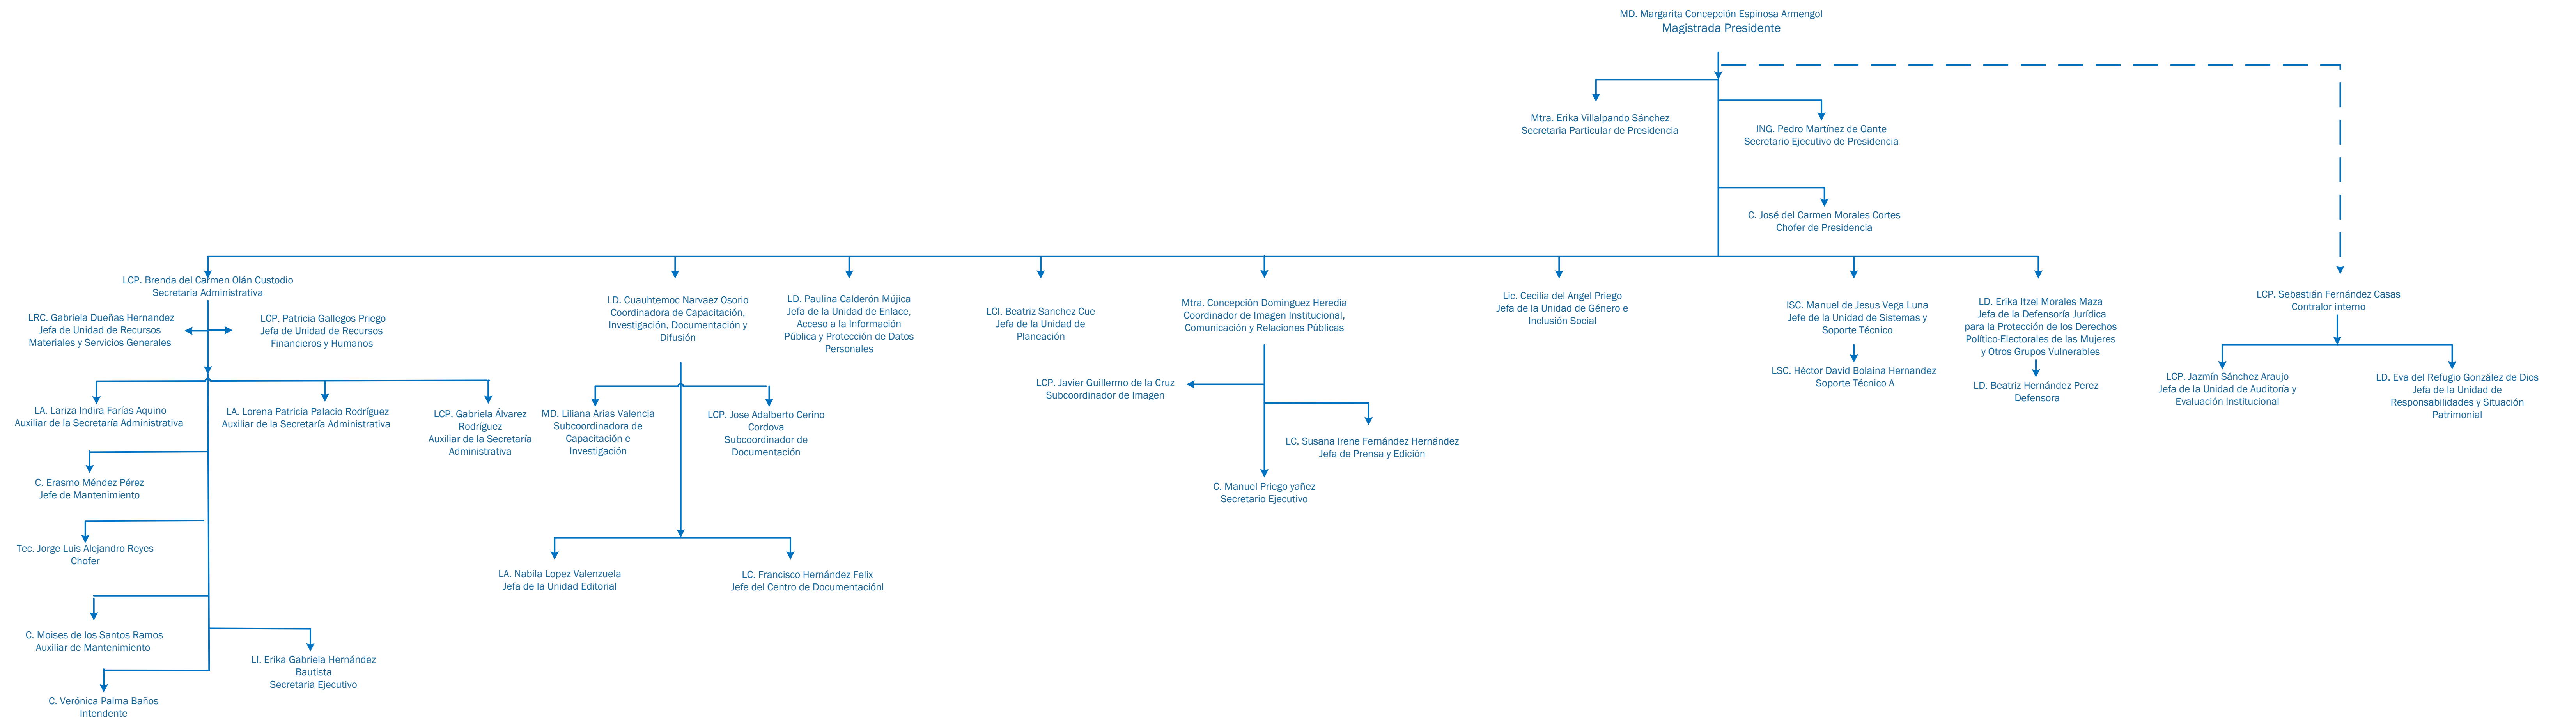 MD. Margarita Concepción Espinosa Armengol
Magistrada Presidente
Mtra. Erika Villalpando Sánchez
Secretaria Particular de Presidencia
ING. Pedro Martínez de Gante
Secretario Ejecutivo de Presidencia
C. José del Carmen Morales Cortes
Chofer de Presidencia
LCP. Brenda del Carmen Olán Custodio
Secretaria Administrativa
LRC. Gabriela Dueñas Hernandez
Jefa de Unidad de Recursos
Materiales y Servicios Generales
LCP. Patricia Gallegos Priego
Jefa de Unidad de Recursos
Financieros y Humanos
LD. Cuauhtemoc Narvaez Osorio
Coordinadora de Capacitación,
Investigación, Documentación y
Difusión
LD. Paulina Calderón Mújica
Jefa de la Unidad de Enlace,
Acceso a la Información
Pública y Protección de Datos
Personales
LCI. Beatriz Sanchez Cue
Jefa de la Unidad de
Planeación
Mtra. Concepción Dominguez Heredia
Coordinador de Imagen Institucional,
Comunicación y Relaciones Públicas
Lic. Cecilia del Angel Priego
Jefa de la Unidad de Género e
Inclusión Social
ISC. Manuel de Jesus Vega Luna
Jefe de la Unidad de Sistemas y
Soporte Técnico
LD. Erika Itzel Morales Maza
Jefa de la Defensoría Jurídica
para la Protección de los Derechos
Político-Electorales de las Mujeres
y Otros Grupos Vulnerables
LCP. Sebastián Fernández Casas
Contralor interno
LSC. Héctor David Bolaina Hernandez
Soporte Técnico A
LD. Beatriz Hernández Perez
Defensora
LCP. Jazmín Sánchez Araujo
Jefa de la Unidad de Auditoría y
Evaluación Institucional
LD. Eva del Refugio González de Dios
Jefa de la Unidad de
Responsabilidades y Situación
Patrimonial
LA. Lariza Indira Farías Aquino
Auxiliar de la Secretaría Administrativa
LA. Lorena Patricia Palacio Rodríguez
Auxiliar de la Secretaría Administrativa
LCP. Gabriela Álvarez
Rodríguez
Auxiliar de la Secretaría
Administrativa
MD. Liliana Arias Valencia
Subcoordinadora de
Capacitación e
Investigación
LCP. Jose Adalberto Cerino
Cordova
Subcoordinador de
Documentación
LCP. Javier Guillermo de la Cruz
Subcoordinador de Imagen
LC. Susana Irene Fernández Hernández
Jefa de Prensa y Edición
C. Manuel Priego yañez
Secretario Ejecutivo
C. Erasmo Méndez Pérez
Jefe de Mantenimiento
Tec. Jorge Luis Alejandro Reyes
Chofer
LA. Nabila Lopez Valenzuela
Jefa de la Unidad Editorial
LC. Francisco Hernández Felix
Jefe del Centro de Documentaciónl
C. Moises de los Santos Ramos
Auxiliar de Mantenimiento
LI. Erika Gabriela Hernández
Bautista
Secretaria Ejecutivo
C. Verónica Palma Baños
Intendente